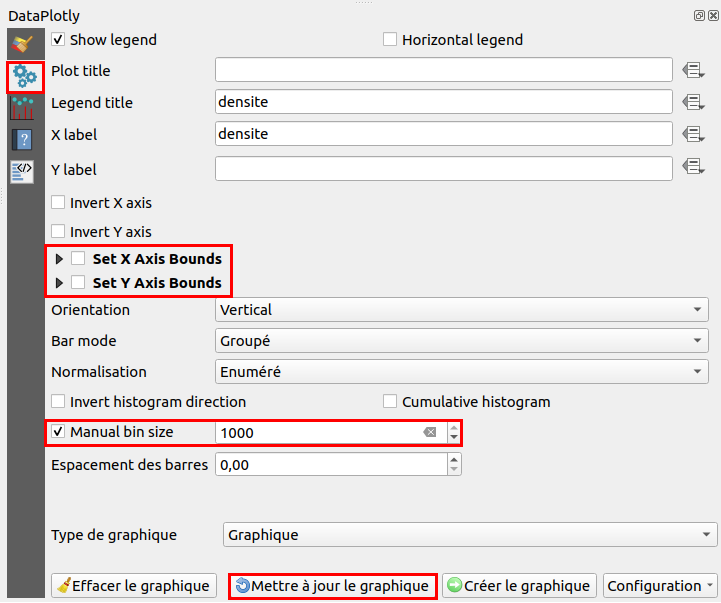 DataPlotly
Show legend
Horizontal legend
Plot title
Legend title
densite
X label
densite
Y label
Invert X axis
Invert Y axis
Set X Axis Bounds
Set Y Axis Bounds
Orientation
Vertical
Bar mode
Groupé
Normalisation
Enuméré
Invert histogram direction
Cumulative histogram
Manual bin size
1000
Espacement des barres
0,00
Type de graphique
Graphique
Effacer le graphique
Mettre à jour le graphique
Créer le graphique
Configuration